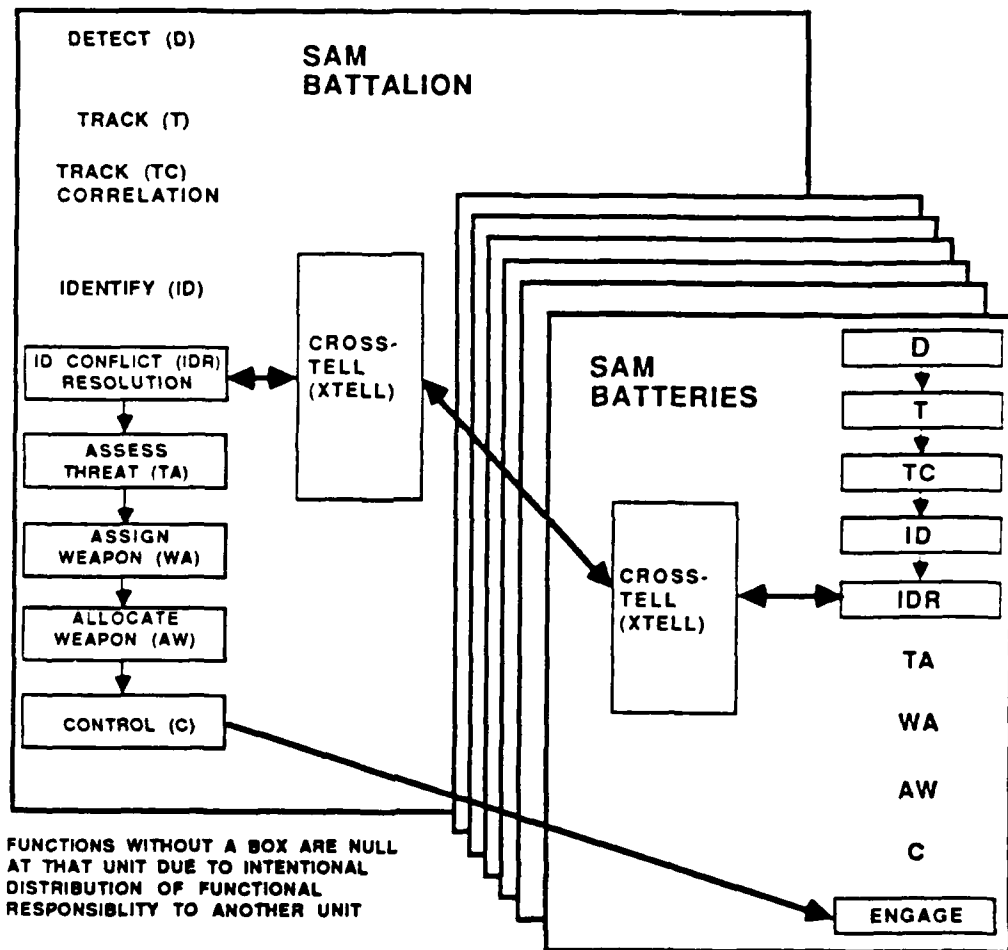 DETECT (D)
SAM
BATTALION
TRACK (T)
TRACK (TC)
CORRELATION
IDENTIFY (ID)
CROSS-
TELL
(XTELL)
ID CONFLICT (IDR)
RESOLUTION
ASSESS
THREAT (TA)
ASSIGN
WEAPON (WA)
ALLOCATE
WEAPON (AW)
CONTROL (C)
SAM
BATTERIES
CROSS-
TELL
(XTELL)
D
T
TC
ID
IDR
TA
WA
AW
C
ENGAGE
FUNCTIONS WITHOUT A BOX ARE NULL
AT THAT UNIT DUE TO INTENTIONAL
DISTRIBUTION OF FUNCTIONAL
RESPONSIBLITY TO ANOTHER UNIT